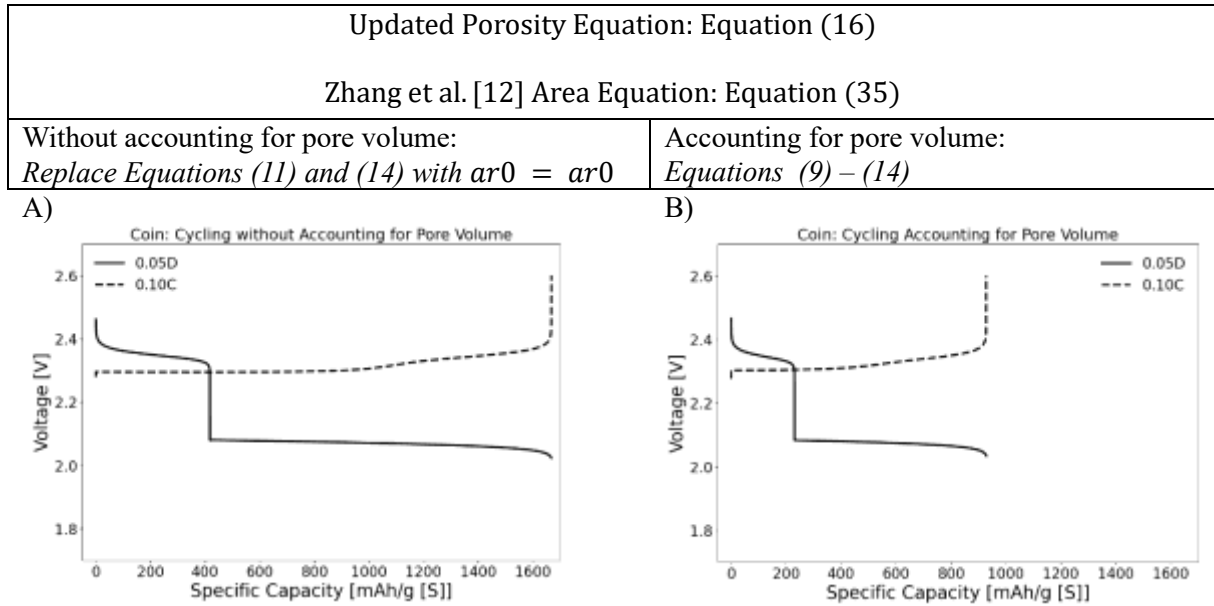 Updated Porosity Equation: Equation (16)
Zhang et al. [12] Area Equation: Equation (35)
Without accounting for pore volume:
Replace Equations (11) and (14) with ar0 = ar0
Accounting for pore volume:
Equations (9) – (14)
A)
Coin: Cycling without Accounting for Pore Volume
0.05D
0.10C
2.6
2.4
2.2
2.0
1.8
Voltage [V]
0 200 400 600 800 1000 1200 1400 1600
Specific Capacity [mAh/g [S]]
B)
Coin: Cycling Accounting for Pore Volume
0.05D
0.10C
2.6
2.4
2.2
2.0
1.8
Voltage [V]
0 200 400 600 800 1000 1200 1400 1600
Specific Capacity [mAh/g [S]]